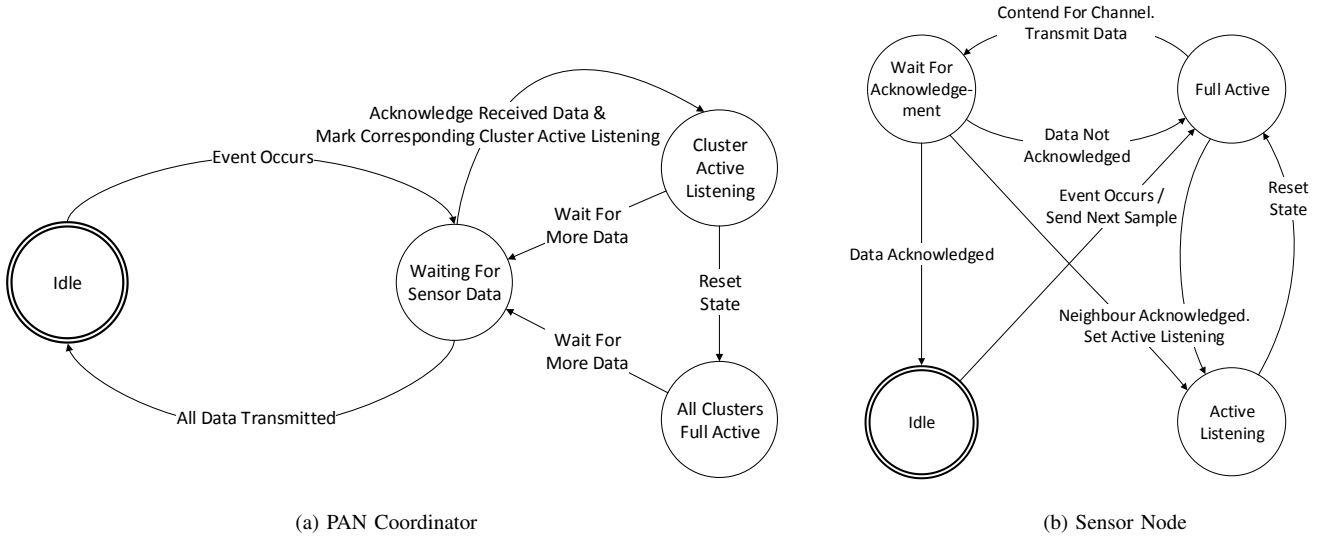 Event Occurs
Acknowledge Received Data &
Mark Corresponding Cluster Active Listening
Cluster
Active
Listening
Wait For
More Data
Idle
Waiting For
Sensor Data
Reset
State
Wait For
More Data
All Data Transmitted
All Clusters
Full Active
(a) PAN Coordinator
Contend For Channel.
Transmit Data
Wait For
Acknowledge-
ment
Full Active
Data Not
Acknowledged
Event Occurs /
Send Next Sample
Reset
State
Data Acknowledged
Neighbour Acknowledged.
Set Active Listening
Idle
Active
Listening
(b) Sensor Node